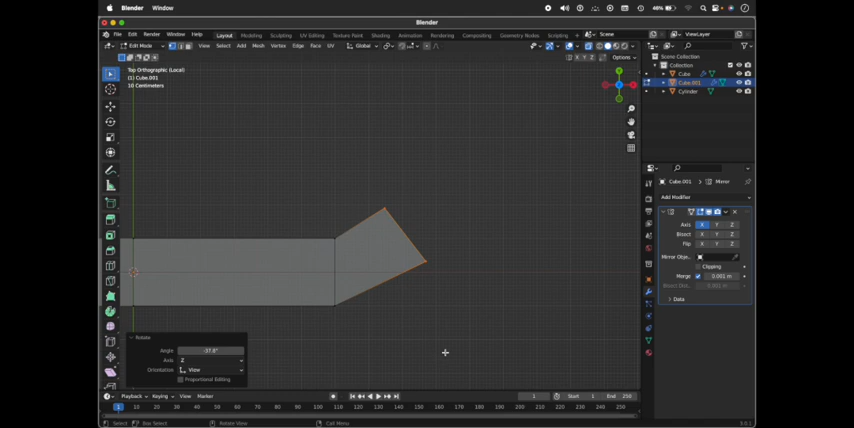 Blender Window 48%
Blender
File Edit Render Window Help Layout Modeling Sculpting UV Editing Texture Paint Shading Animation Rendering Compositing Geometry Nodes Scripting + Scene ViewLayer
Edit Mode View Select Add Mesh Vertex Edge Face UV Global
X Y Z Options
Top Orthographic (Local)
(1) Cube.001
10 Centimeters
Scene Collection
Collection
Cube
Cube.001
Cylinder
Cube.001 > Mirror
Add Modifier
Axis X Y Z
Bisect X Y Z
Flip X Y Z
Mirror Obje..
Clipping
Merge 0.001 m
Bisect Dist.. 0.001 m
> Data
Rotate
Angle -37.8°
Axis Z
Orientation View
Proportional Editing
Playback Keying View Marker 1 Start 1 End 250
1 10 20 30 40 50 60 70 80 90 100 110 120 130 140 150 160 170 180 190 200 210 220 230 240 250
Select Box Select Rotate View Call Menu 3.0.1